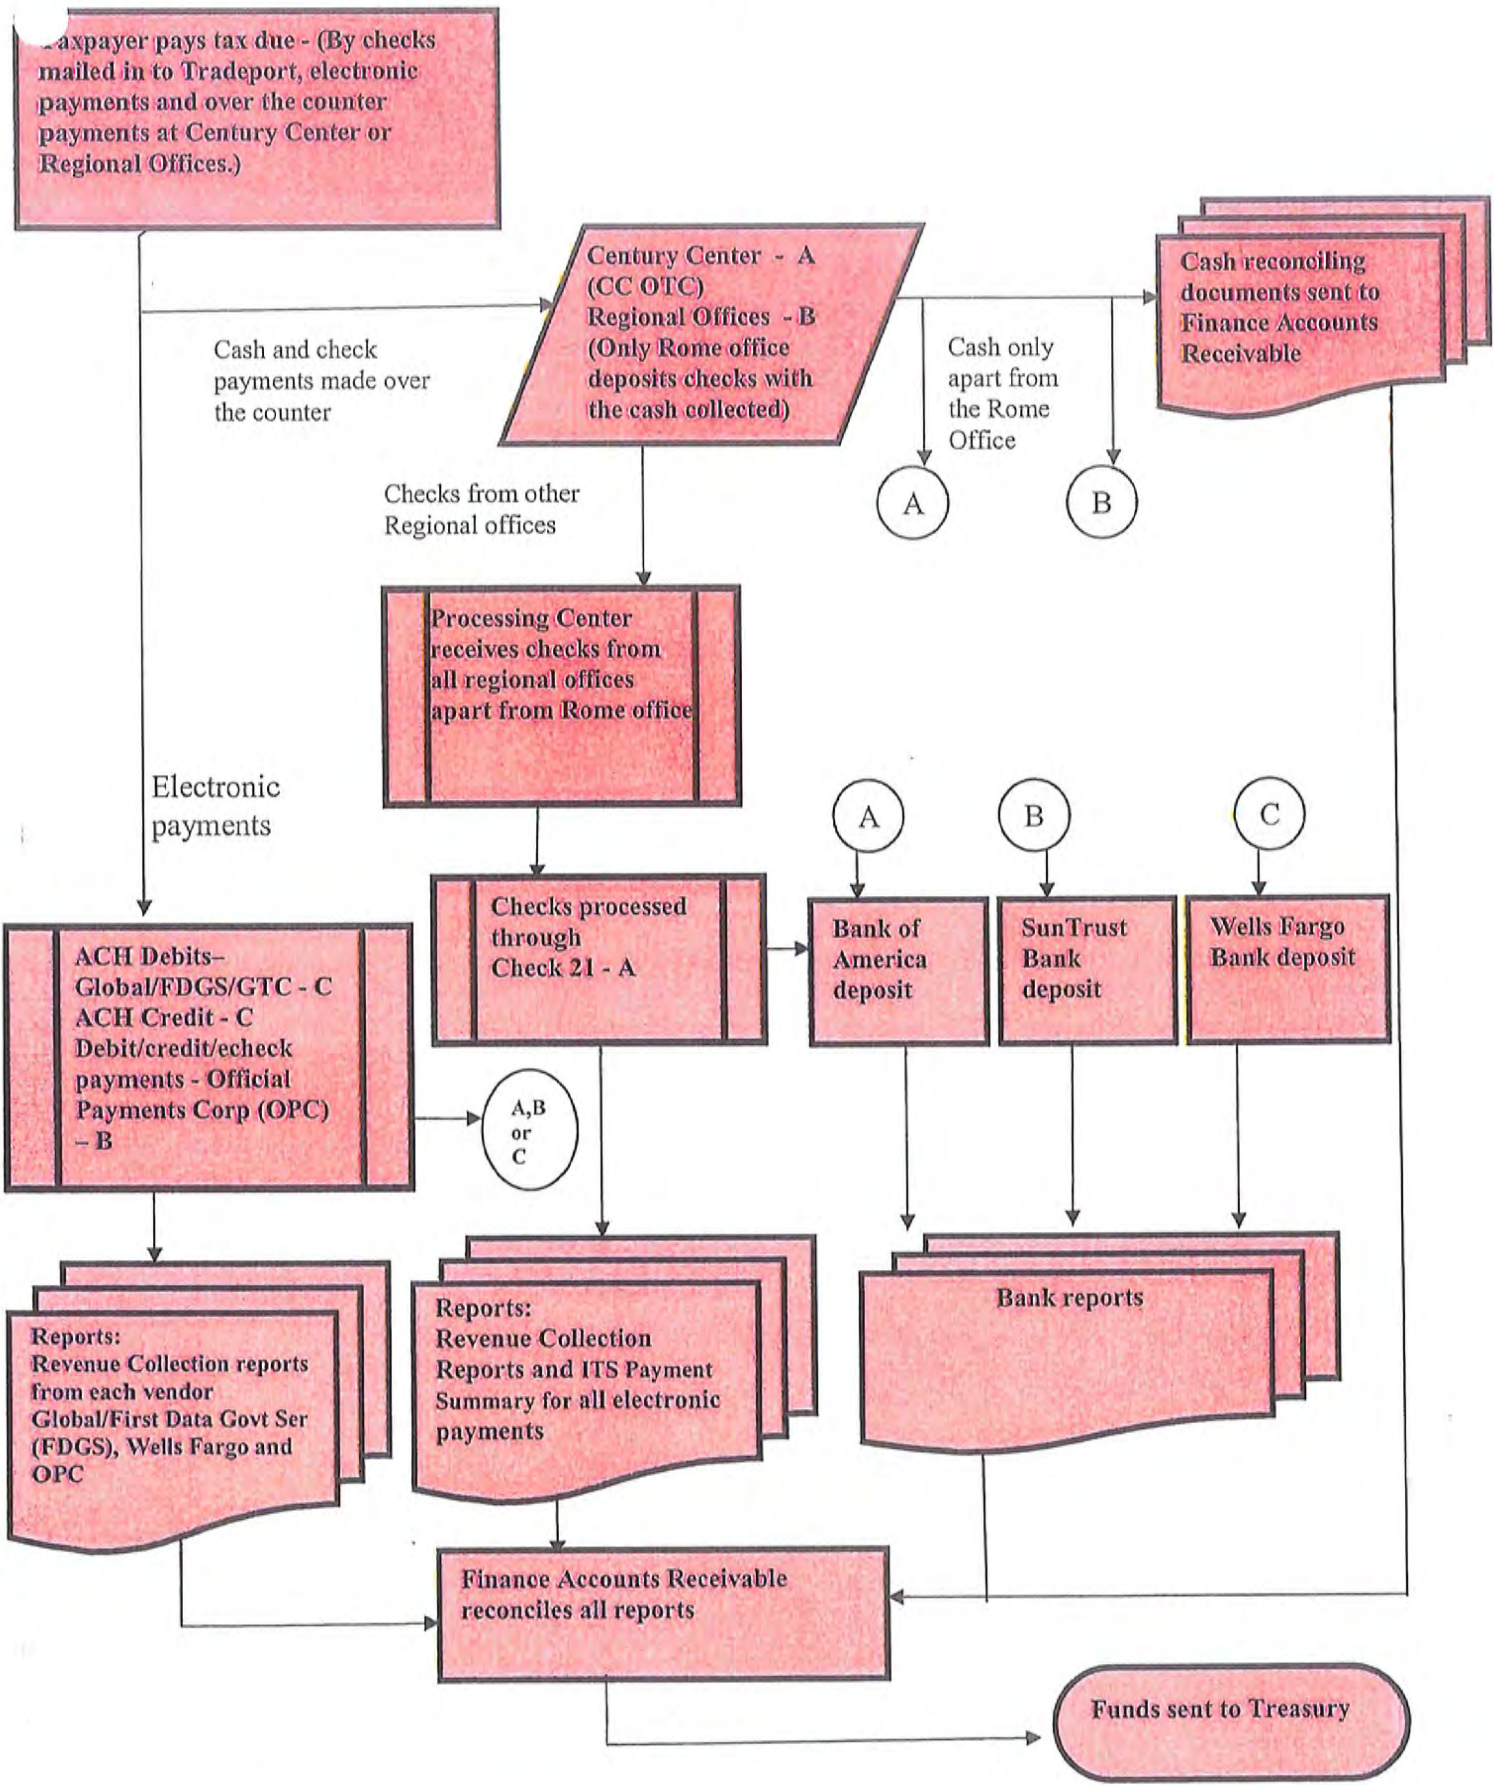 axpayer pays tax due - (By checks
mailed in to Tradeport, electronic
payments and over the counter
payments at Century Center or
Regional Offices.)
Century Center - A
(CC OTC)
Regional Offices - B
(Only Rome office
deposits checks with
the cash collected)
Cash reconciling
documents sent to
Finance Accounts
Receivable
Cash and check
payments made over
the counter
Cash only
apart from
the Rome
Office
A
B
Checks from other
Regional offices
Processing Center
receives checks from
all regional offices
apart from Rome office
Electronic
payments
A
B
C
Checks processed
through
Check 21 - A
Bank of
America
deposit
SunTrust
Bank
deposit
Wells Fargo
Bank deposit
ACH Debits–
Global/FDGS/GTC - C
ACH Credit - C
Debit/credit/echeck
payments - Official
Payments Corp (OPC)
– B
A,B
or
C
Reports:
Revenue Collection reports
from each vendor
Global/First Data Govt Ser
(FDGS), Wells Fargo and
OPC
Reports:
Revenue Collection
Reports and ITS Payment
Summary for all electronic
payments
Bank reports
Finance Accounts Receivable
reconciles all reports
Funds sent to Treasury